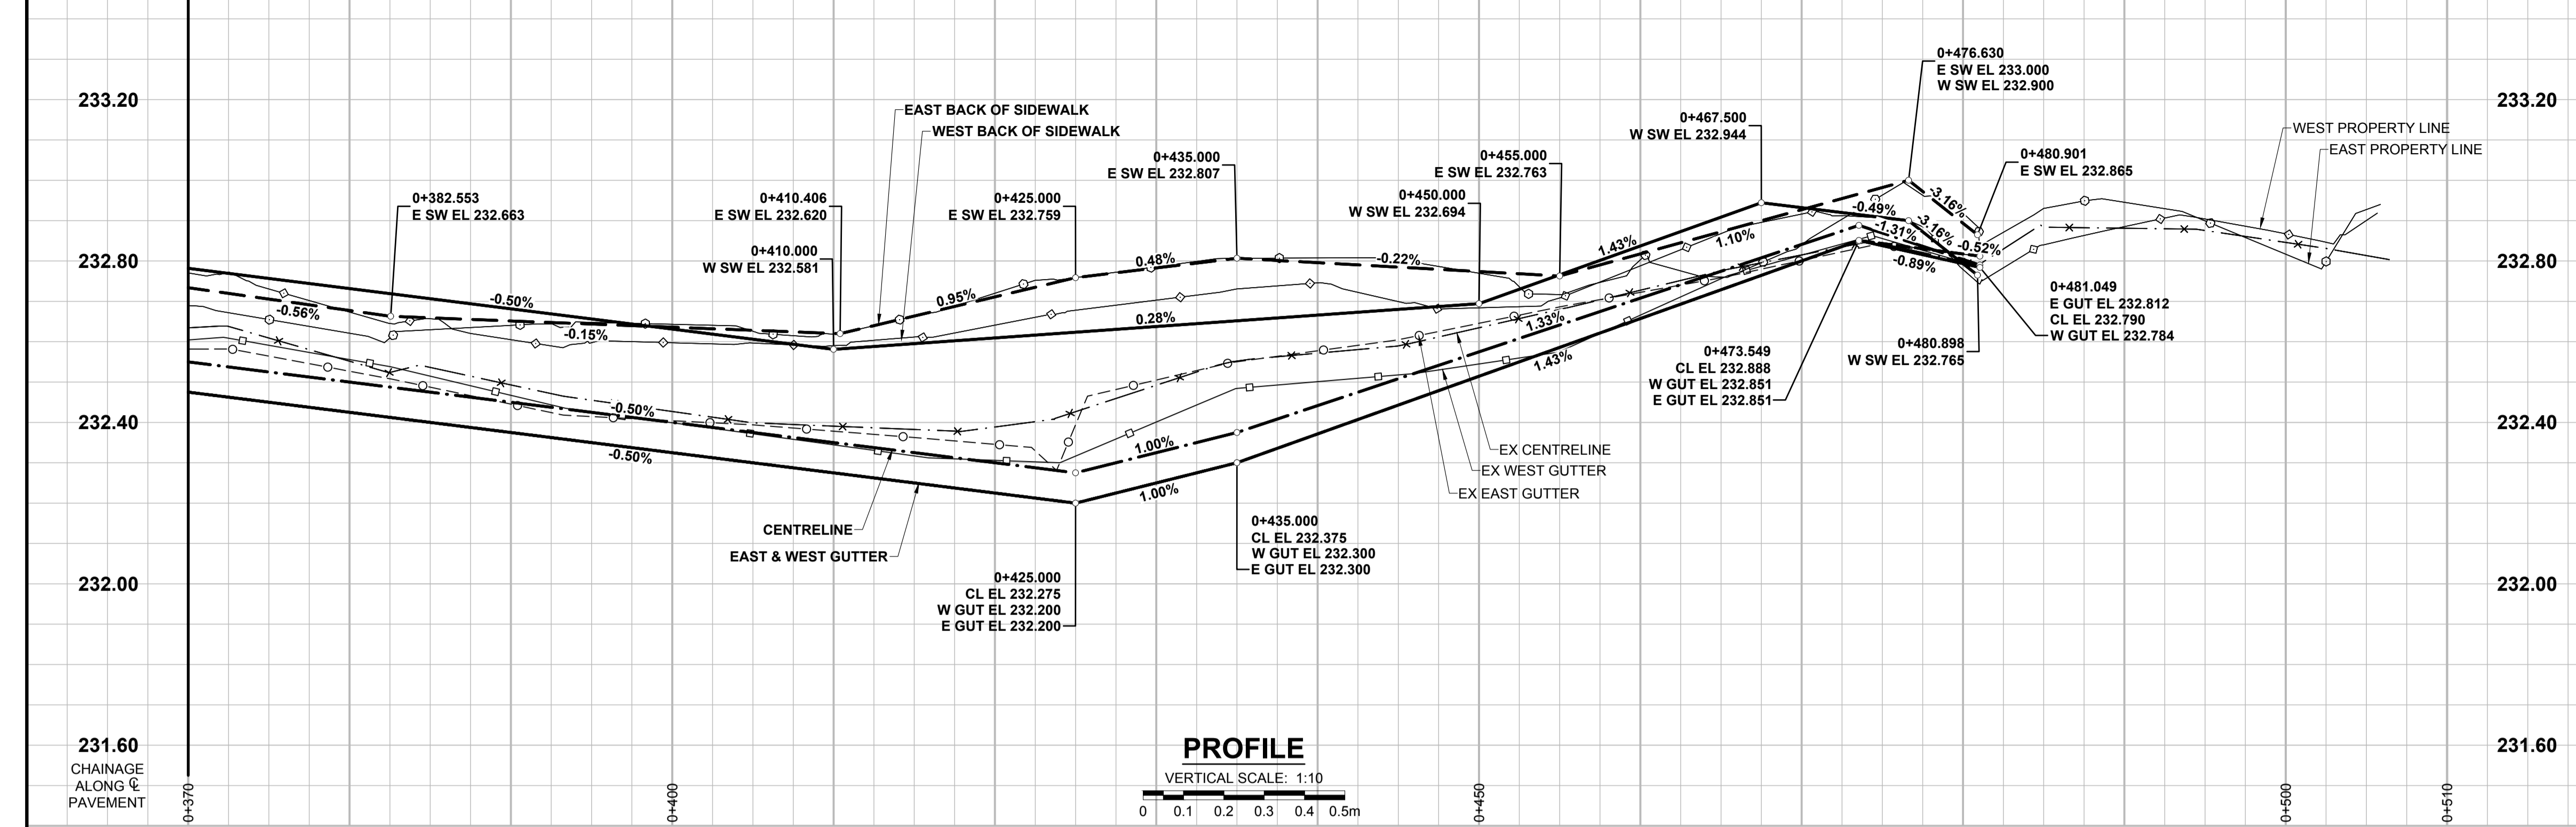 0+476.630
E SW EL 233.000
W SW EL 232.900
233.20
233.20
EAST BACK OF SIDEWALK
WEST BACK OF SIDEWALK
0+467.500
W SW EL 232.944
WEST PROPERTY LINE
EAST PROPERTY LINE
0+435.000
E SW EL 232.807
0+455.000
E SW EL 232.763
0+480.901
E SW EL 232.865
0+382.553
E SW EL 232.663
0+410.406
E SW EL 232.620
0+425.000
E SW EL 232.759
0+450.000
W SW EL 232.694
-3.16%
-0.49%
-3.16%
-1.31%
-0.52%
-0.89%
0+410.000
W SW EL 232.581
1.43%
1.10%
232.80
232.80
0.48%
-0.22%
-0.50%
0.95%
-0.56%
-0.15%
0.28%
1.33%
1.43%
0+481.049
E GUT EL 232.812
CL EL 232.790
W GUT EL 232.784
0+480.898
W SW EL 232.765
0+473.549
CL EL 232.888
W GUT EL 232.851
E GUT EL 232.851
232.40
232.40
-0.50%
-0.50%
1.00%
1.00%
EX CENTRELINE
EX WEST GUTTER
EX EAST GUTTER
CENTRELINE
EAST & WEST GUTTER
0+435.000
CL EL 232.375
W GUT EL 232.300
E GUT EL 232.300
0+425.000
CL EL 232.275
W GUT EL 232.200
E GUT EL 232.200
232.00
232.00
231.60
231.60
PROFILE
VERTICAL SCALE: 1:10
0 0.1 0.2 0.3 0.4 0.5m
CHAINAGE
ALONG ℄
PAVEMENT
0+370
0+400
0+450
0+500
0+510